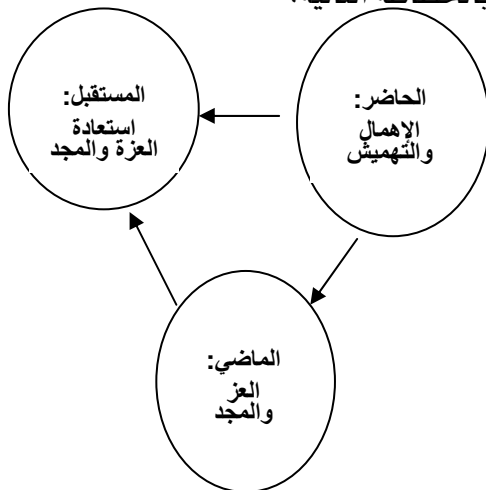 الحاضر:
الإهمال
والتهميش
المستقبل:
استعادة
العزة والمجد
الماضي:
العز
والمجد